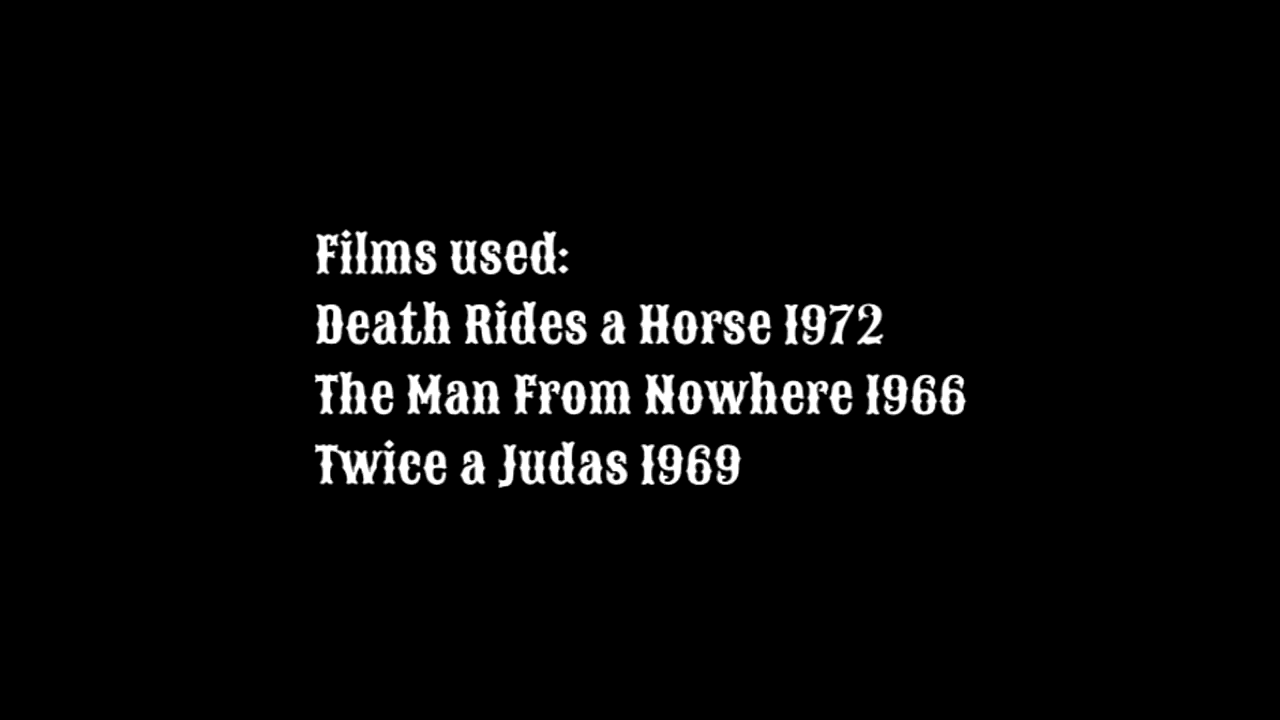 Films used:
Death Rides a Horse 1972
The Man From Nowhere 1966
Twice a Judas 1969